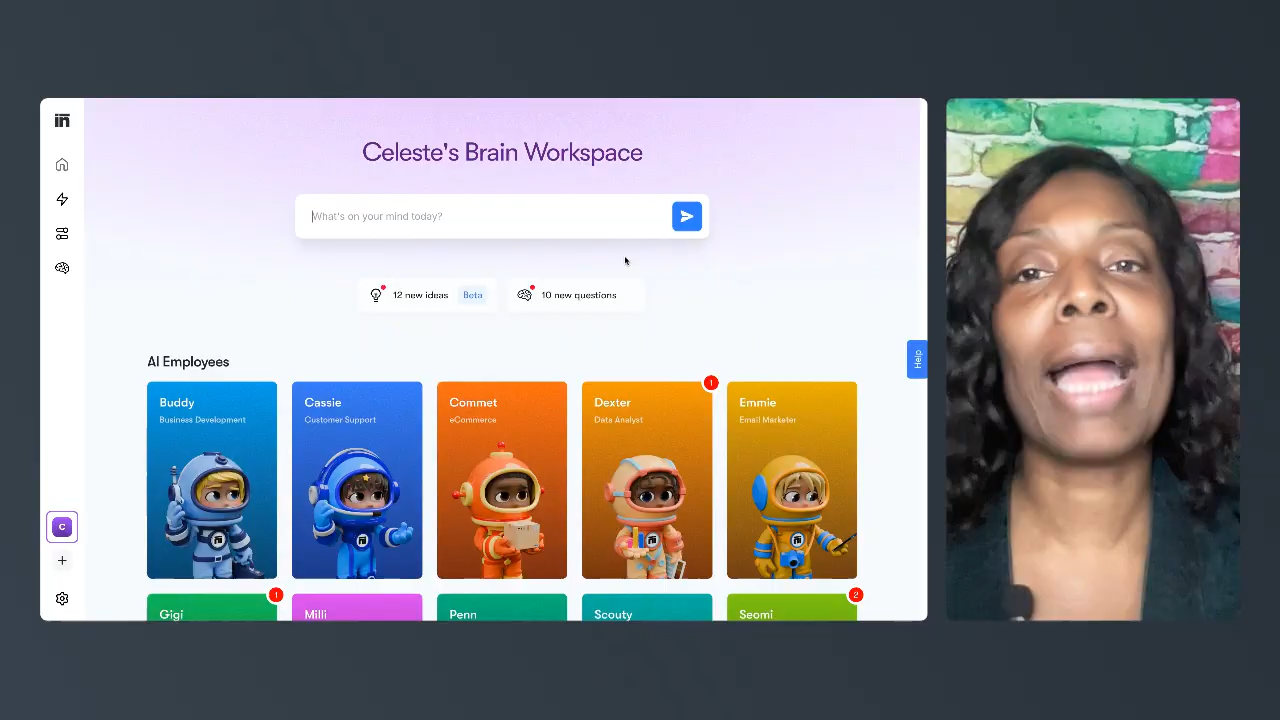 Celeste's Brain Workspace
What's on your mind today?
12 new ideas Beta
10 new questions
Help
AI Employees
Buddy
Business Development
Cassie
Customer Support
Commet
eCommerce
1
Dexter
Data Analyst
Emmie
Email Marketer
C
1
Gigi
Milli
Penn
Scouty
2
Seomi